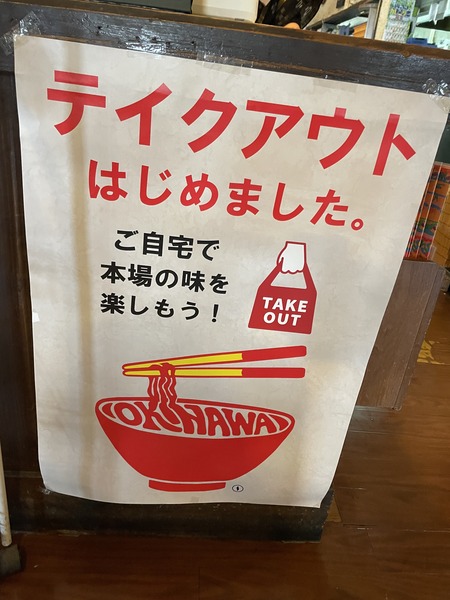 テイクアウト
はじめました。
ご自宅で
本場の味を
楽しもう！
TAKE
OUT
OKINAWA